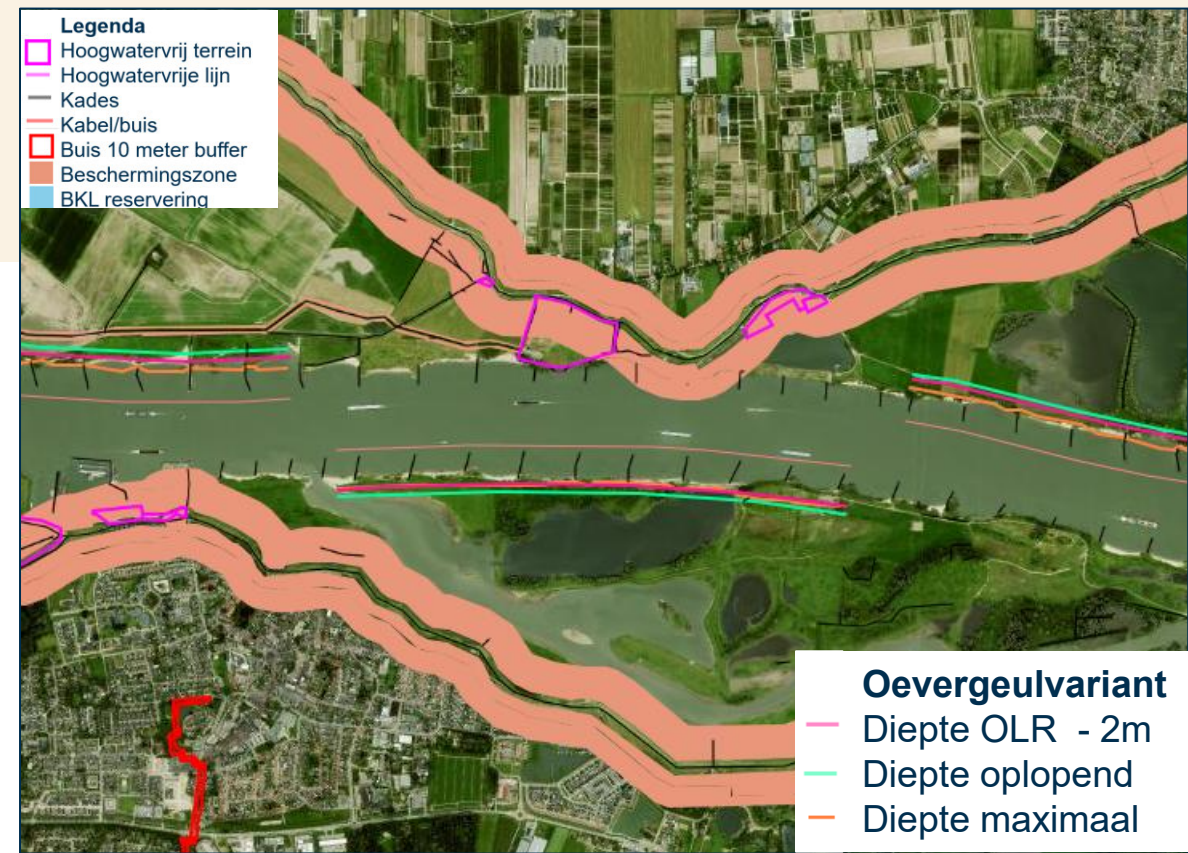 Legenda
Hoogwatervrij terrein
Hoogwatervrije lijn
Kades
Kabel/buis
Buis 10 meter buffer
Beschermingszone
BKL reservering
Oevergeulvariant
Diepte OLR - 2m
Diepte oplopend
Diepte maximaal